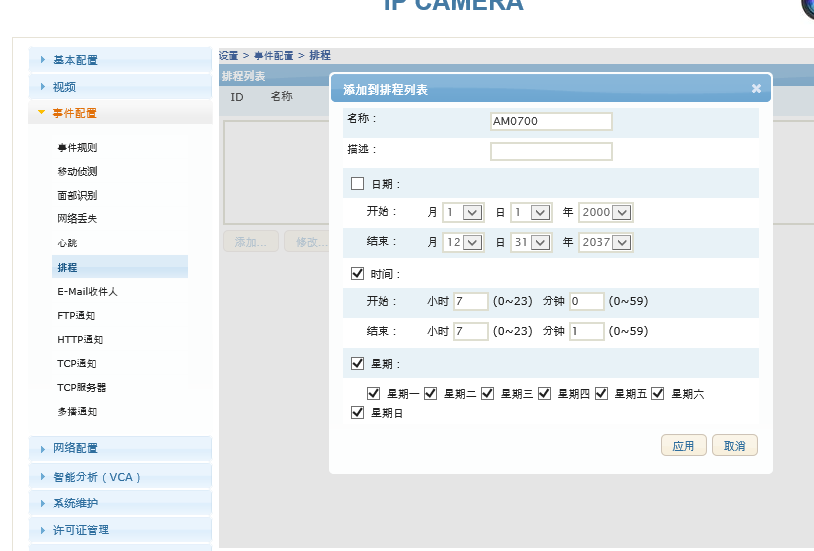 IP CAMERA
设置 > 事件配置 > 排程
基本配置
视频
事件配置
事件规则
移动侦测
面部识别
网络丢失
心跳
排程
E-Mail收件人
FTP通知
HTTP通知
TCP通知
TCP服务器
多播通知
网络配置
智能分析（VCA）
系统维护
许可证管理
排程列表
ID 名称
添加... 修改...
添加到排程列表
名称： AM0700
描述：
日期：
开始： 月 1 日 1 年 2000
结束： 月 12 日 31 年 2037
时间：
开始： 小时 7 (0~23) 分钟 0 (0~59)
结束： 小时 7 (0~23) 分钟 1 (0~59)
星期：
星期一 星期二 星期三 星期四 星期五 星期六
星期日
应用 取消